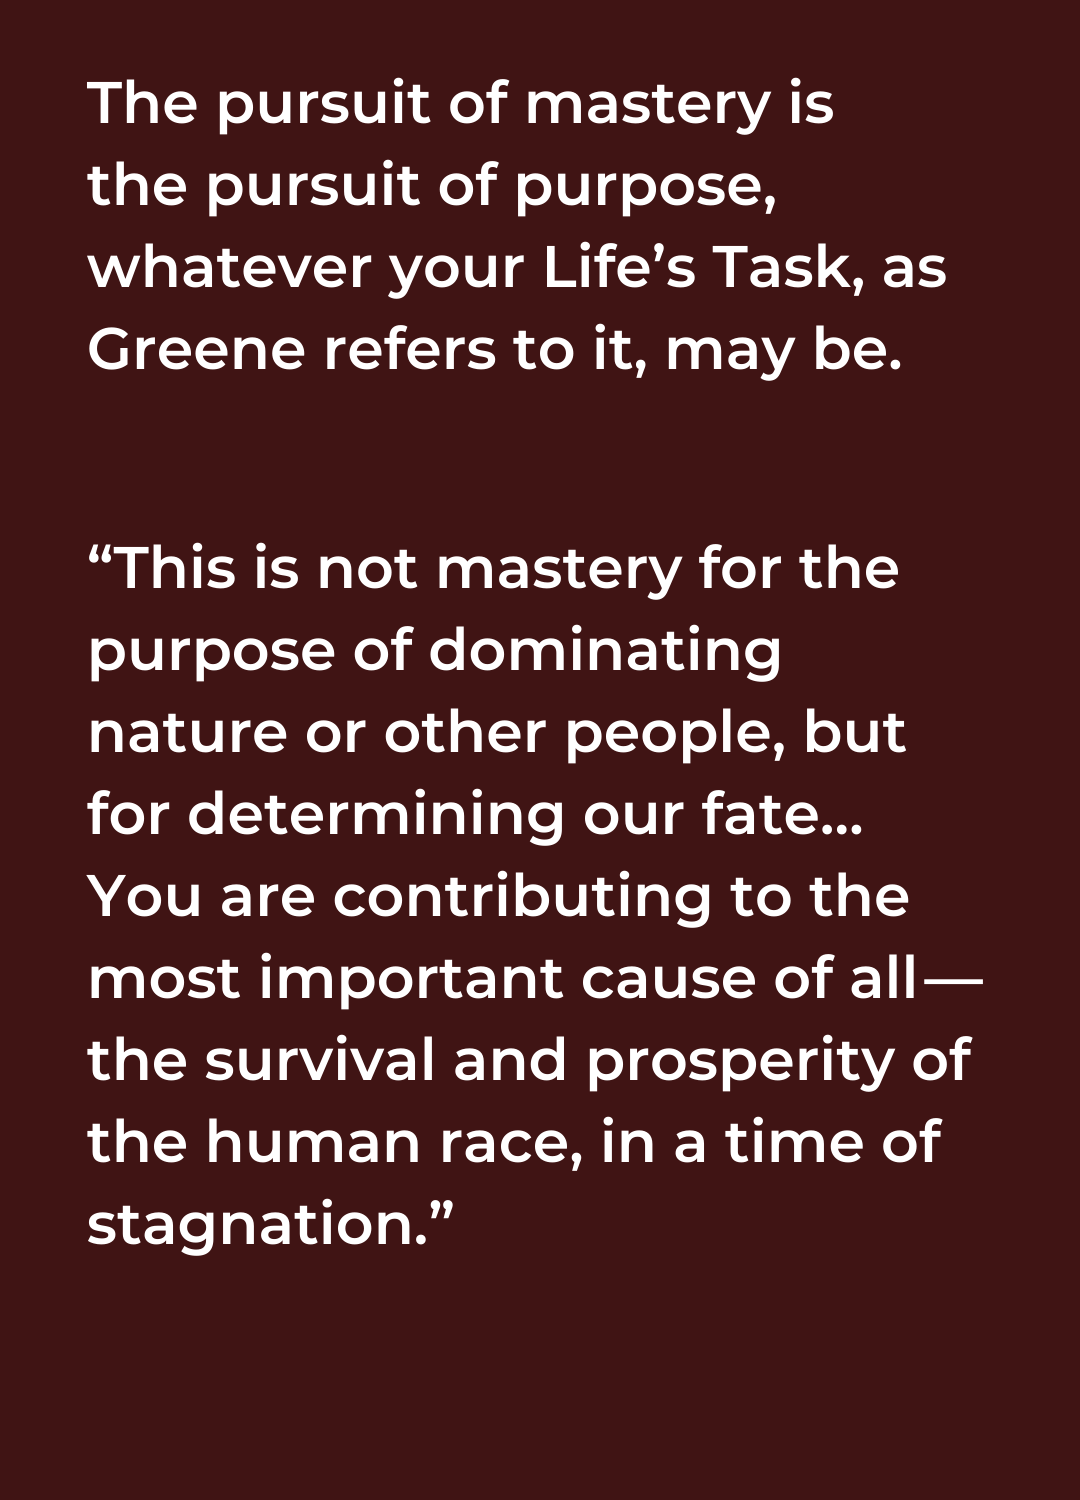 The pursuit of mastery is
the pursuit of purpose,
whatever your Life’s Task, as
Greene refers to it, may be.
“This is not mastery for the
purpose of dominating
nature or other people, but
for determining our fate...
You are contributing to the
most important cause of all—
the survival and prosperity of
the human race, in a time of
stagnation.”